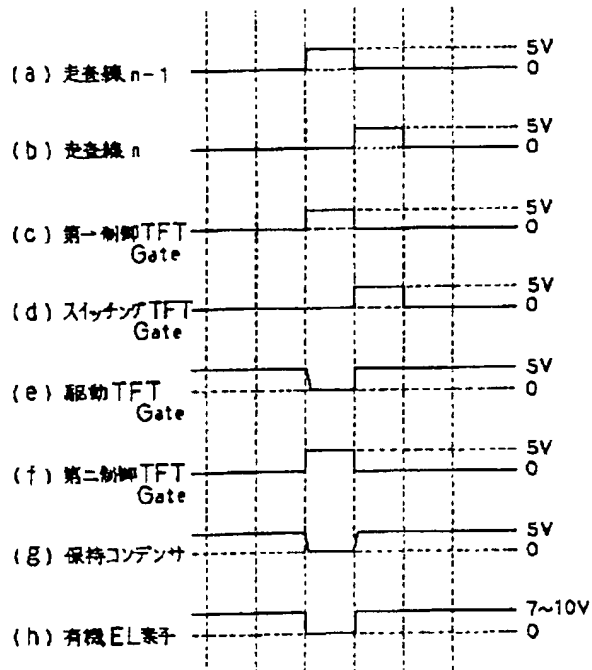 (a) 走査線 n-1
5V
0
(b) 走査線 n
5V
0
(c) 第一制御TFT
Gate
5V
0
(d) スイッチングTFT
Gate
5V
0
(e) 駆動TFT
Gate
5V
0
(f) 第二制御TFT
Gate
5V
0
(g) 保持コンデンサ
5V
0
(h) 有機EL素子
7~10V
0